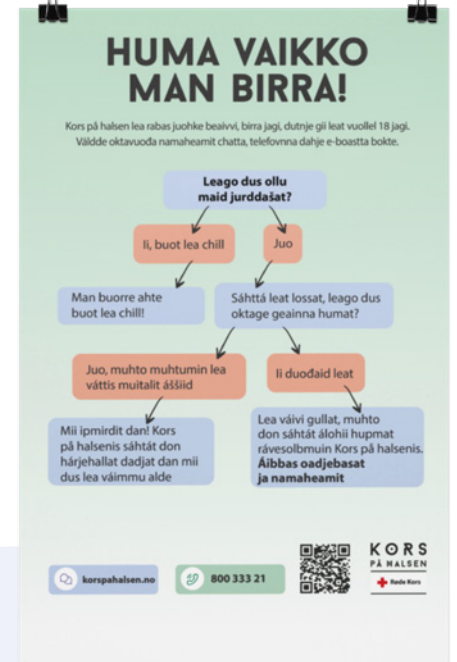 HUMA VAIKKO
MAN BIRRA!
Kors på halsen lea rabas juohke beaivvi, birra jagi, dutnje gii leat vuollel 18 jagi.
Váldde oktavuođa namaheamit chatta, telefovnna dahje e-boastta bokte.
Leago dus ollu
maid jurddašat?
Ii, buot lea chill
Juo
Man buorre ahte
buot lea chill!
Sáhttá leat lossat, leago dus
oktage geainna humat?
Juo, muhto muhtumin lea
váttis muitalit áššiid
Ii duođaid leat
Mii ipmirdit dan! Kors
på halsenis sáhtát don
hárjehallat dadjat dan mii
dus lea váimmu alde
Lea váivi gullat, muhto
don sáhtát álohii hupmat
rávesolbmuin Kors på halsenis.
Áibbas oadjebasat
ja namaheamit
korspahalsen.no
800 333 21
KORS
PÅ HALSEN
Røde Kors